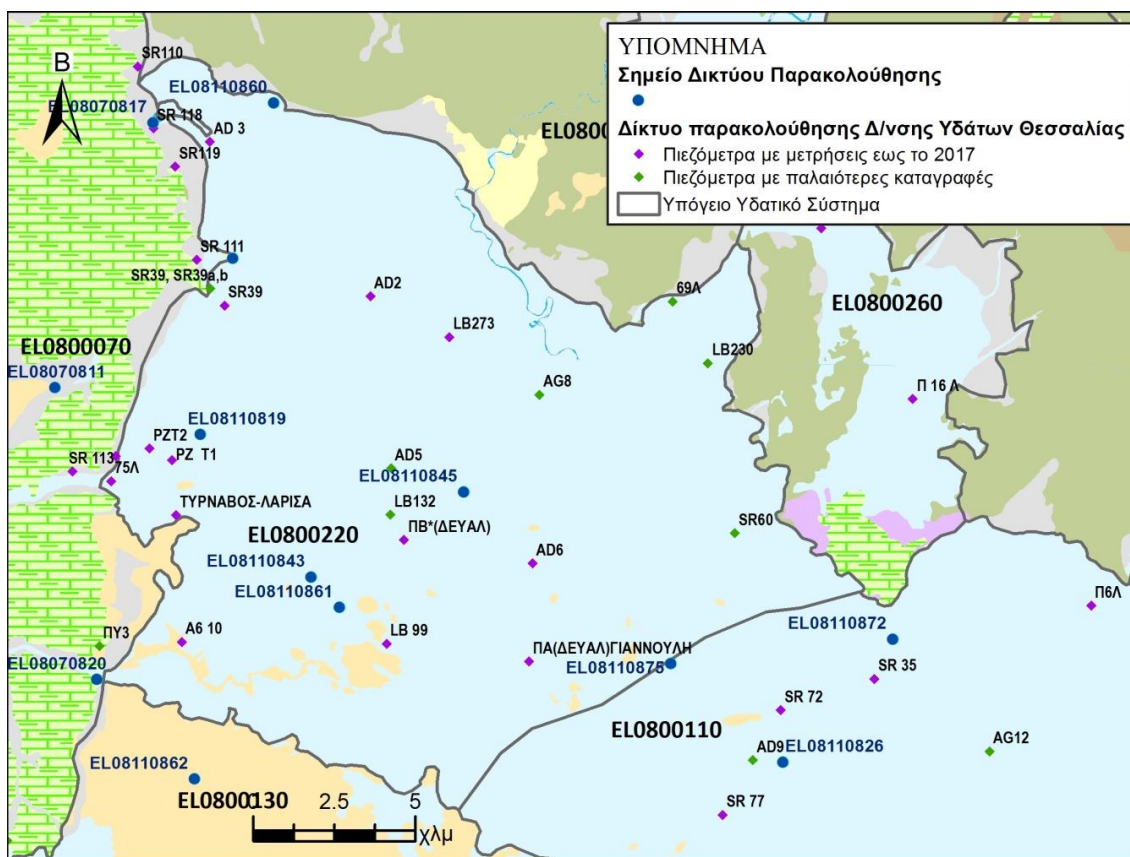 ΥΠΟΜΝΗΜΑ
Σημείο Δικτύου Παρακολούθησης
Δίκτυο παρακολούθησης Δ/νσης Υδάτων Θεσσαλίας
Πιεζόμετρα με μετρήσεις εως το 2017
Πιεζόμετρα με παλαιότερες καταγραφές
Υπόγειο Υδατικό Σύστημα
SR110
Β
EL08110860
EL08070817
SR 118
AD 3
EL0800
SR119
SR 111
SR39, SR39a,b
SR39
AD2
69Λ
EL0800260
LB273
EL0800070
LB230
EL08070811
AG8
Π 16 Λ
EL08110819
PZT2
PZ T1
SR 113
75Λ
AD5
EL08110845
ΤΥΡΝΑΒΟΣ-ΛΑΡΙΣΑ
LB132
EL0800220
ΠΒ*(ΔΕΥΑΛ)
SR60
AD6
EL08110843
EL08110861
Π6Λ
ΠΥ3
A6 10
LB 99
EL08110872
ΠΑ(ΔΕΥΑΛ)ΓΙΑΝΝΟΥΛΗ
EL08110875
EL08070820
SR 35
SR 72
EL0800110
AD9
EL08110826
AG12
EL08110862
EL0800130
2.5
5
χλμ
SR 77